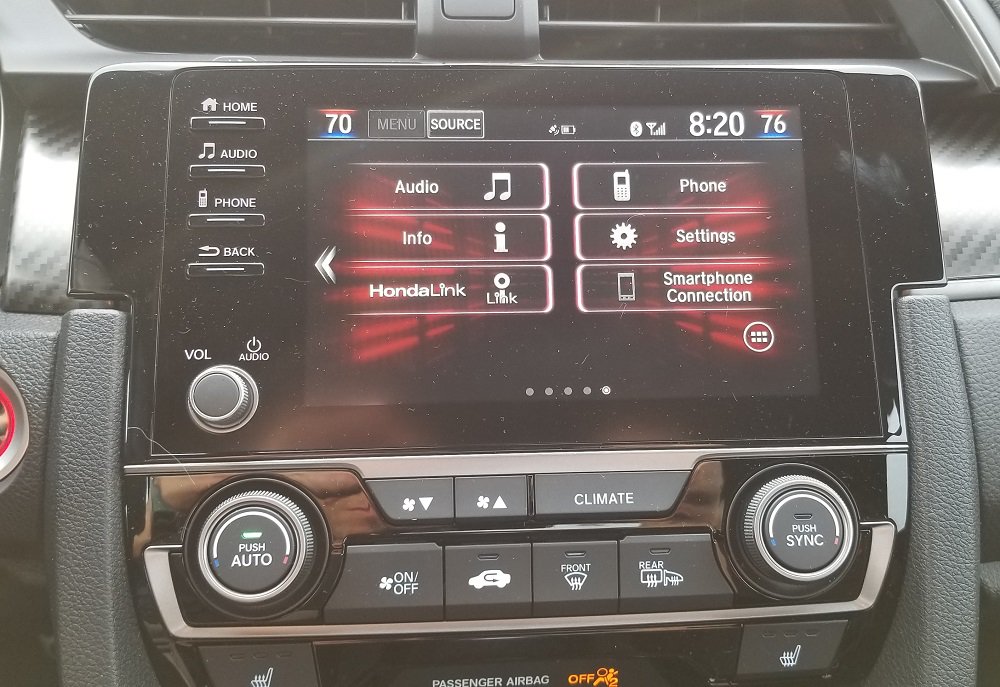 HOME
AUDIO
PHONE
BACK
VOL
AUDIO
70 MENU SOURCE 8:20 76
Audio
Phone
Info
Settings
HondaLink
Link
Smartphone
Connection
CLIMATE
PUSH
AUTO
ON/
OFF
FRONT
REAR
PUSH
SYNC
PASSENGER AIRBAG OFF 2